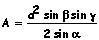 A = a² sin β sin γ / 2 sin α